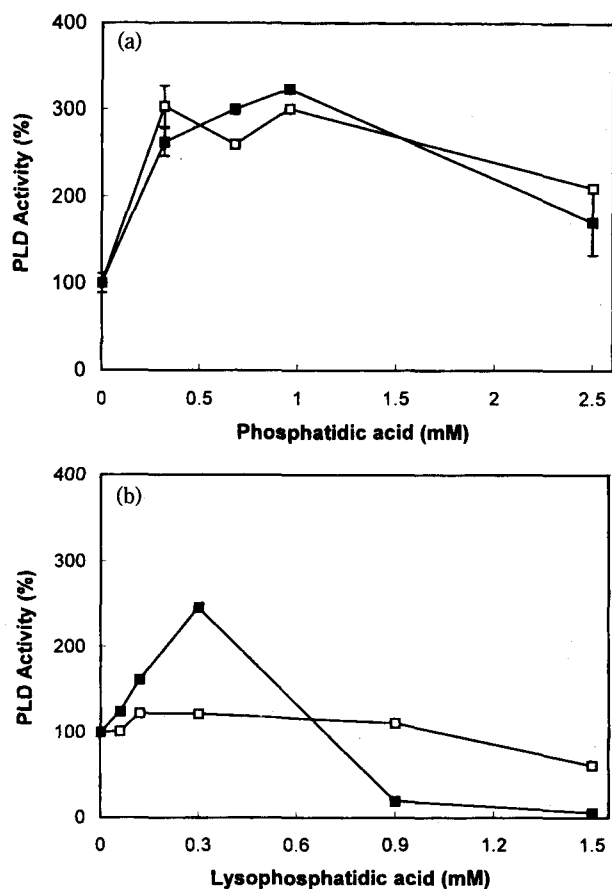 (a)
400
300
200
100
0
PLD Activity (%)
0 0.5 1 1.5 2 2.5
Phosphatidic acid (mM)
(b)
400
300
200
100
0
PLD Activity (%)
0 0.3 0.6 0.9 1.2 1.5
Lysophosphatidic acid (mM)